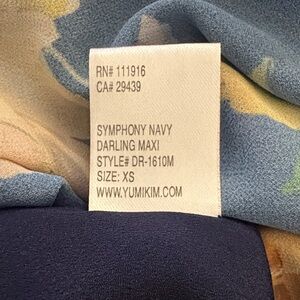 RN# 111916
CA# 29439
SYMPHONY NAVY
DARLING MAXI
STYLE# DR-1610M
SIZE: XS
WWW.YUMIKIM.COM